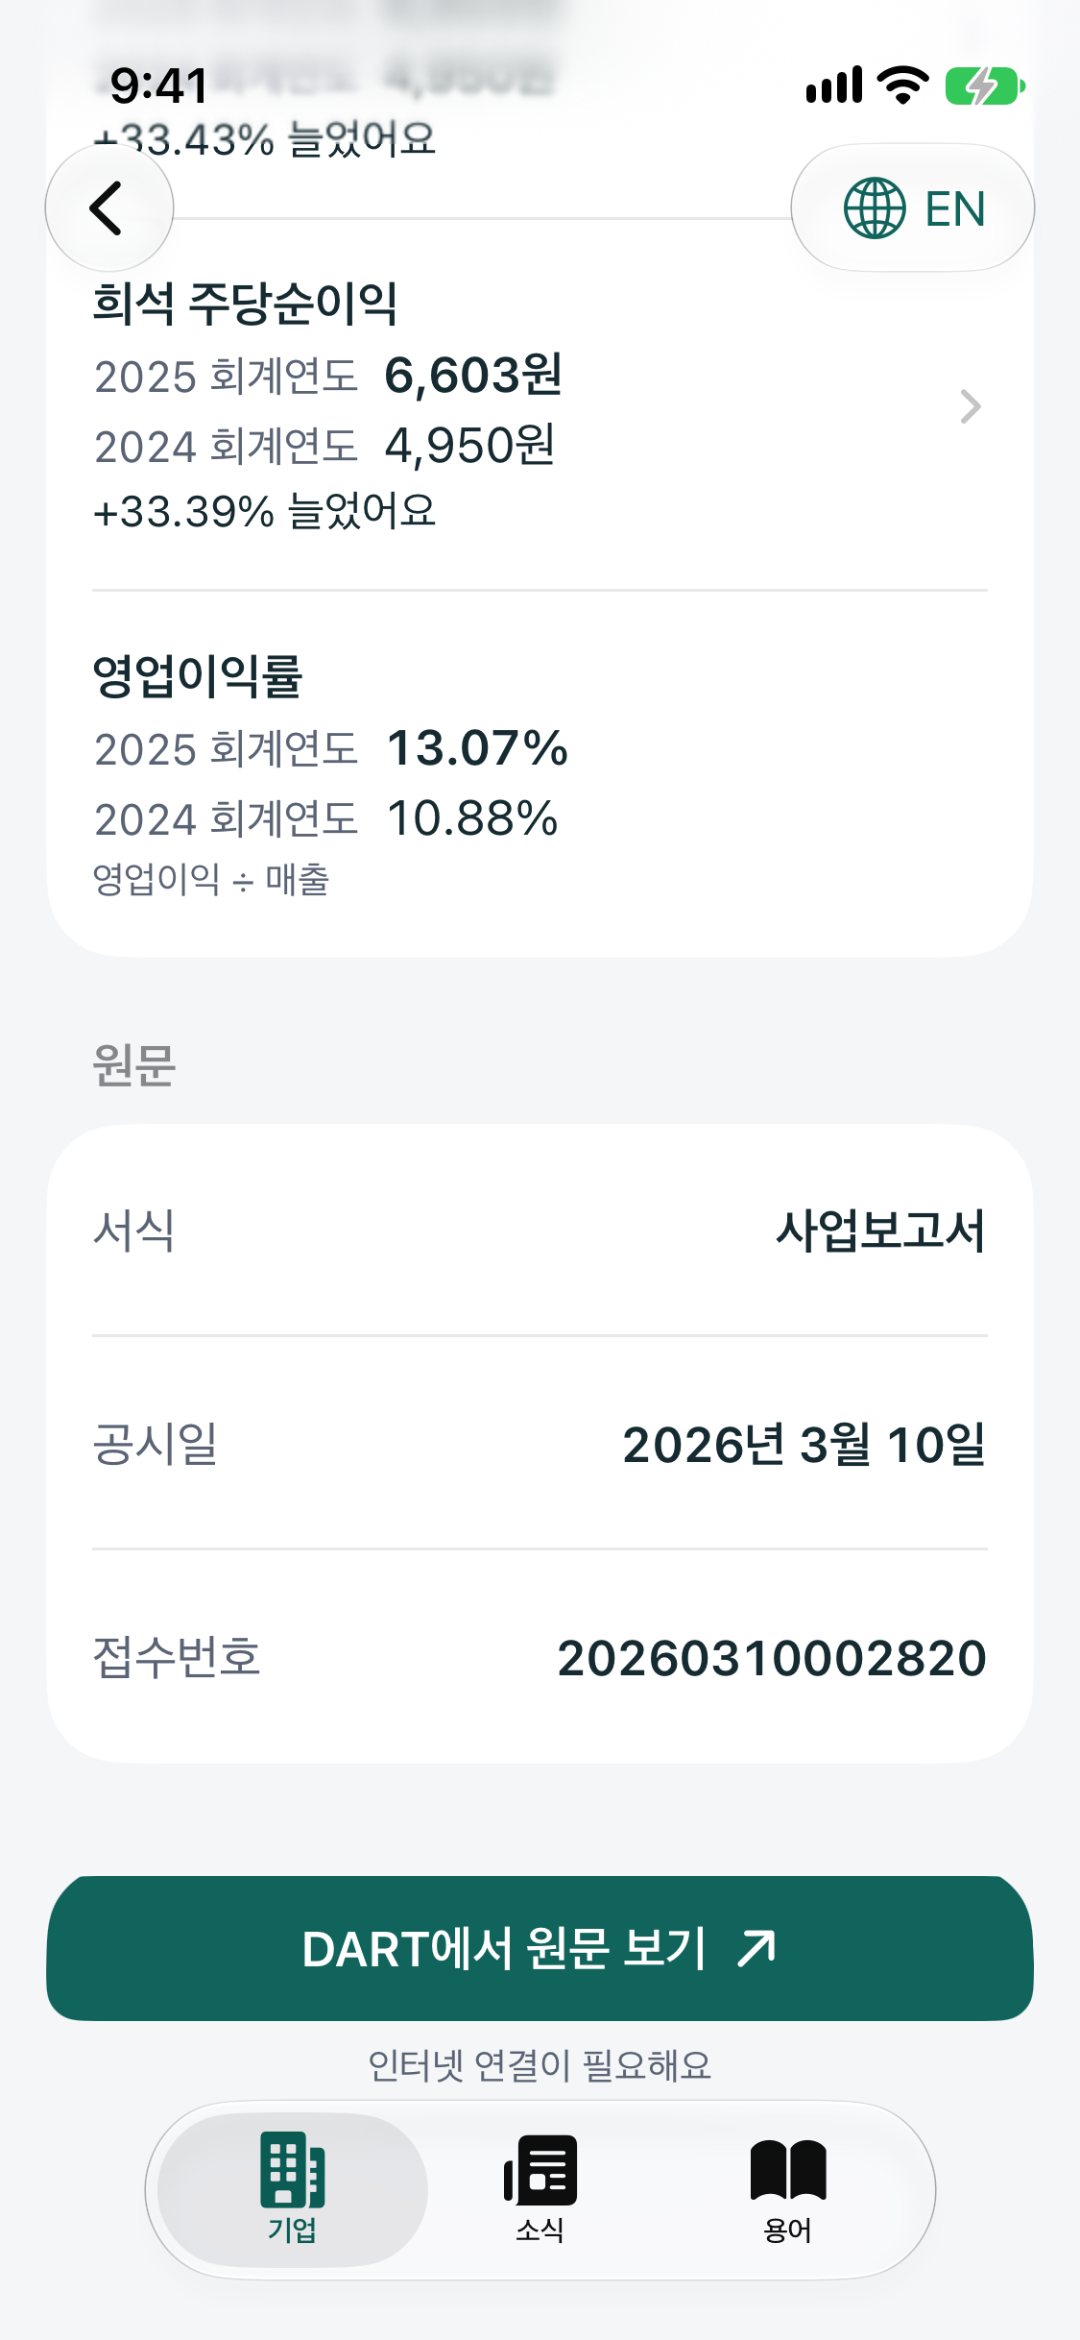 4,950원
9:41
+33.43% 늘었어요
EN
희석 주당순이익
2025 회계연도 6,603원
2024 회계연도 4,950원
+33.39% 늘었어요
영업이익률
2025 회계연도 13.07%
2024 회계연도 10.88%
영업이익 ÷ 매출
원문
서식 사업보고서
공시일 2026년 3월 10일
접수번호 20260310002820
DART에서 원문 보기
인터넷 연결이 필요해요
기업
소식
용어